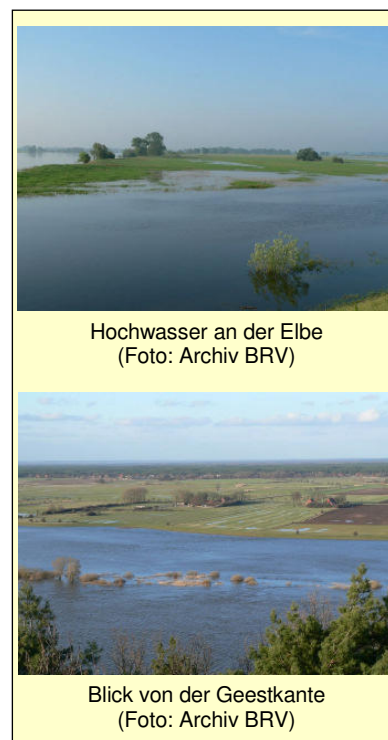 Hochwasser an der Elbe
(Foto: Archiv BRV)
Blick von der Geestkante
(Foto: Archiv BRV)